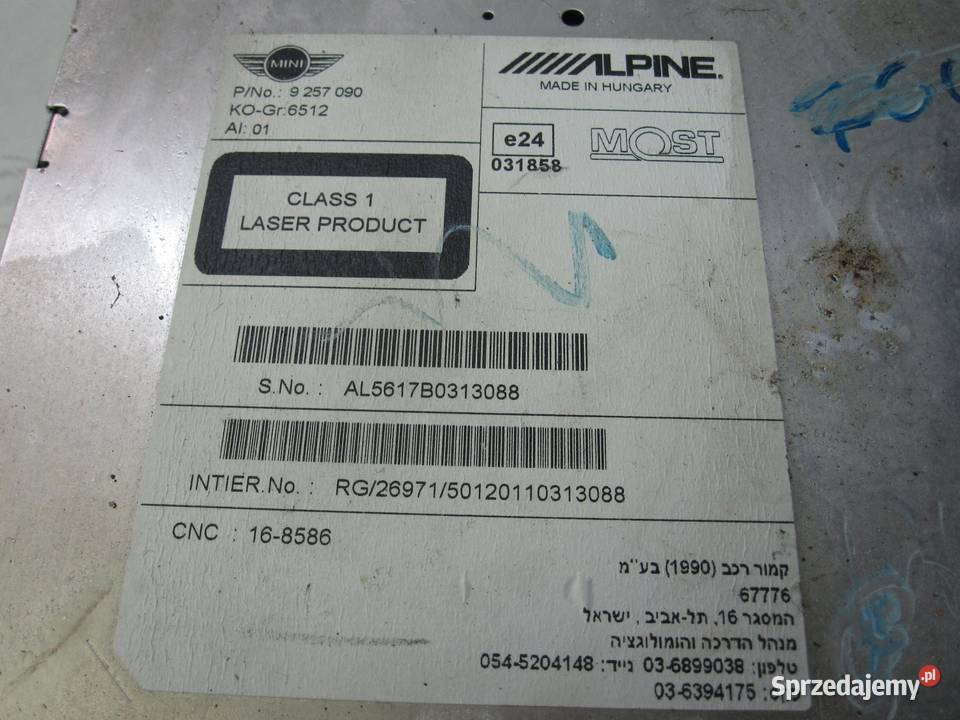 MINI
P/No.: 9 257 090
KO-Gr:6512
AI: 01
ALPINE.
MADE IN HUNGARY
e24
031858
MOST
CLASS 1
LASER PRODUCT
S.No. : AL5617B0313088
INTIER.No. : RG/26971/50120110313088
CNC : 16-8586
קמור רכב (1990) בע''מ
67776
המסגר 16, תל-אביב, ישראל
מנהל הדרכה והומולוגציה
טלפון: 03-6899038 נייד: 054-5204148
03-6394175
Sprzedajemy.pl